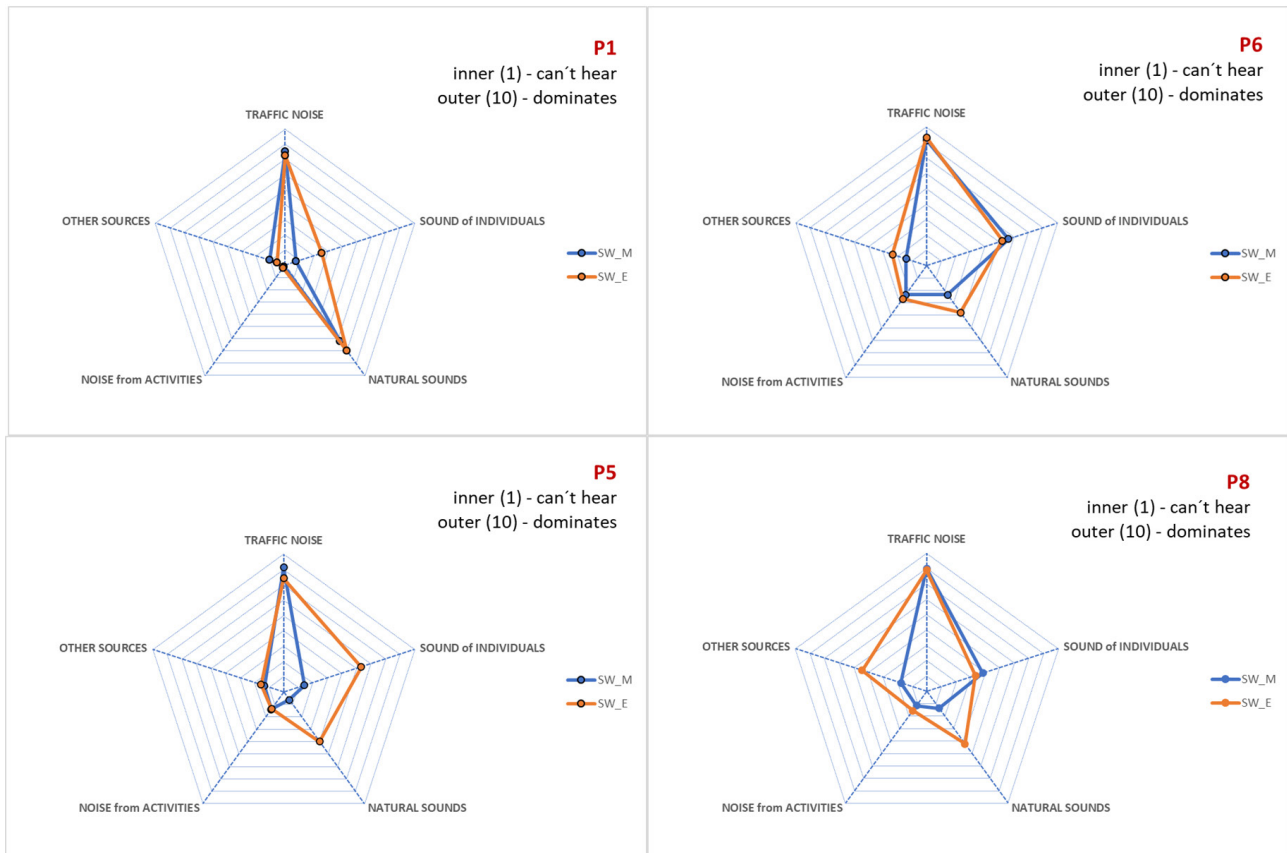 P1
inner (1) - can´t hear
outer (10) - dominates
TRAFFIC NOISE
OTHER SOURCES
SOUND of INDIVIDUALS
SW_M
SW_E
NOISE from ACTIVITIES
NATURAL SOUNDS
P6
inner (1) - can´t hear
outer (10) - dominates
TRAFFIC NOISE
OTHER SOURCES
SOUND of INDIVIDUALS
SW_M
SW_E
NOISE from ACTIVITIES
NATURAL SOUNDS
P5
inner (1) - can´t hear
outer (10) - dominates
TRAFFIC NOISE
OTHER SOURCES
SOUND of INDIVIDUALS
SW_M
SW_E
NOISE from ACTIVITIES
NATURAL SOUNDS
P8
inner (1) - can´t hear
outer (10) - dominates
TRAFFIC NOISE
OTHER SOURCES
SOUND of INDIVIDUALS
SW_M
SW_E
NOISE from ACTIVITIES
NATURAL SOUNDS